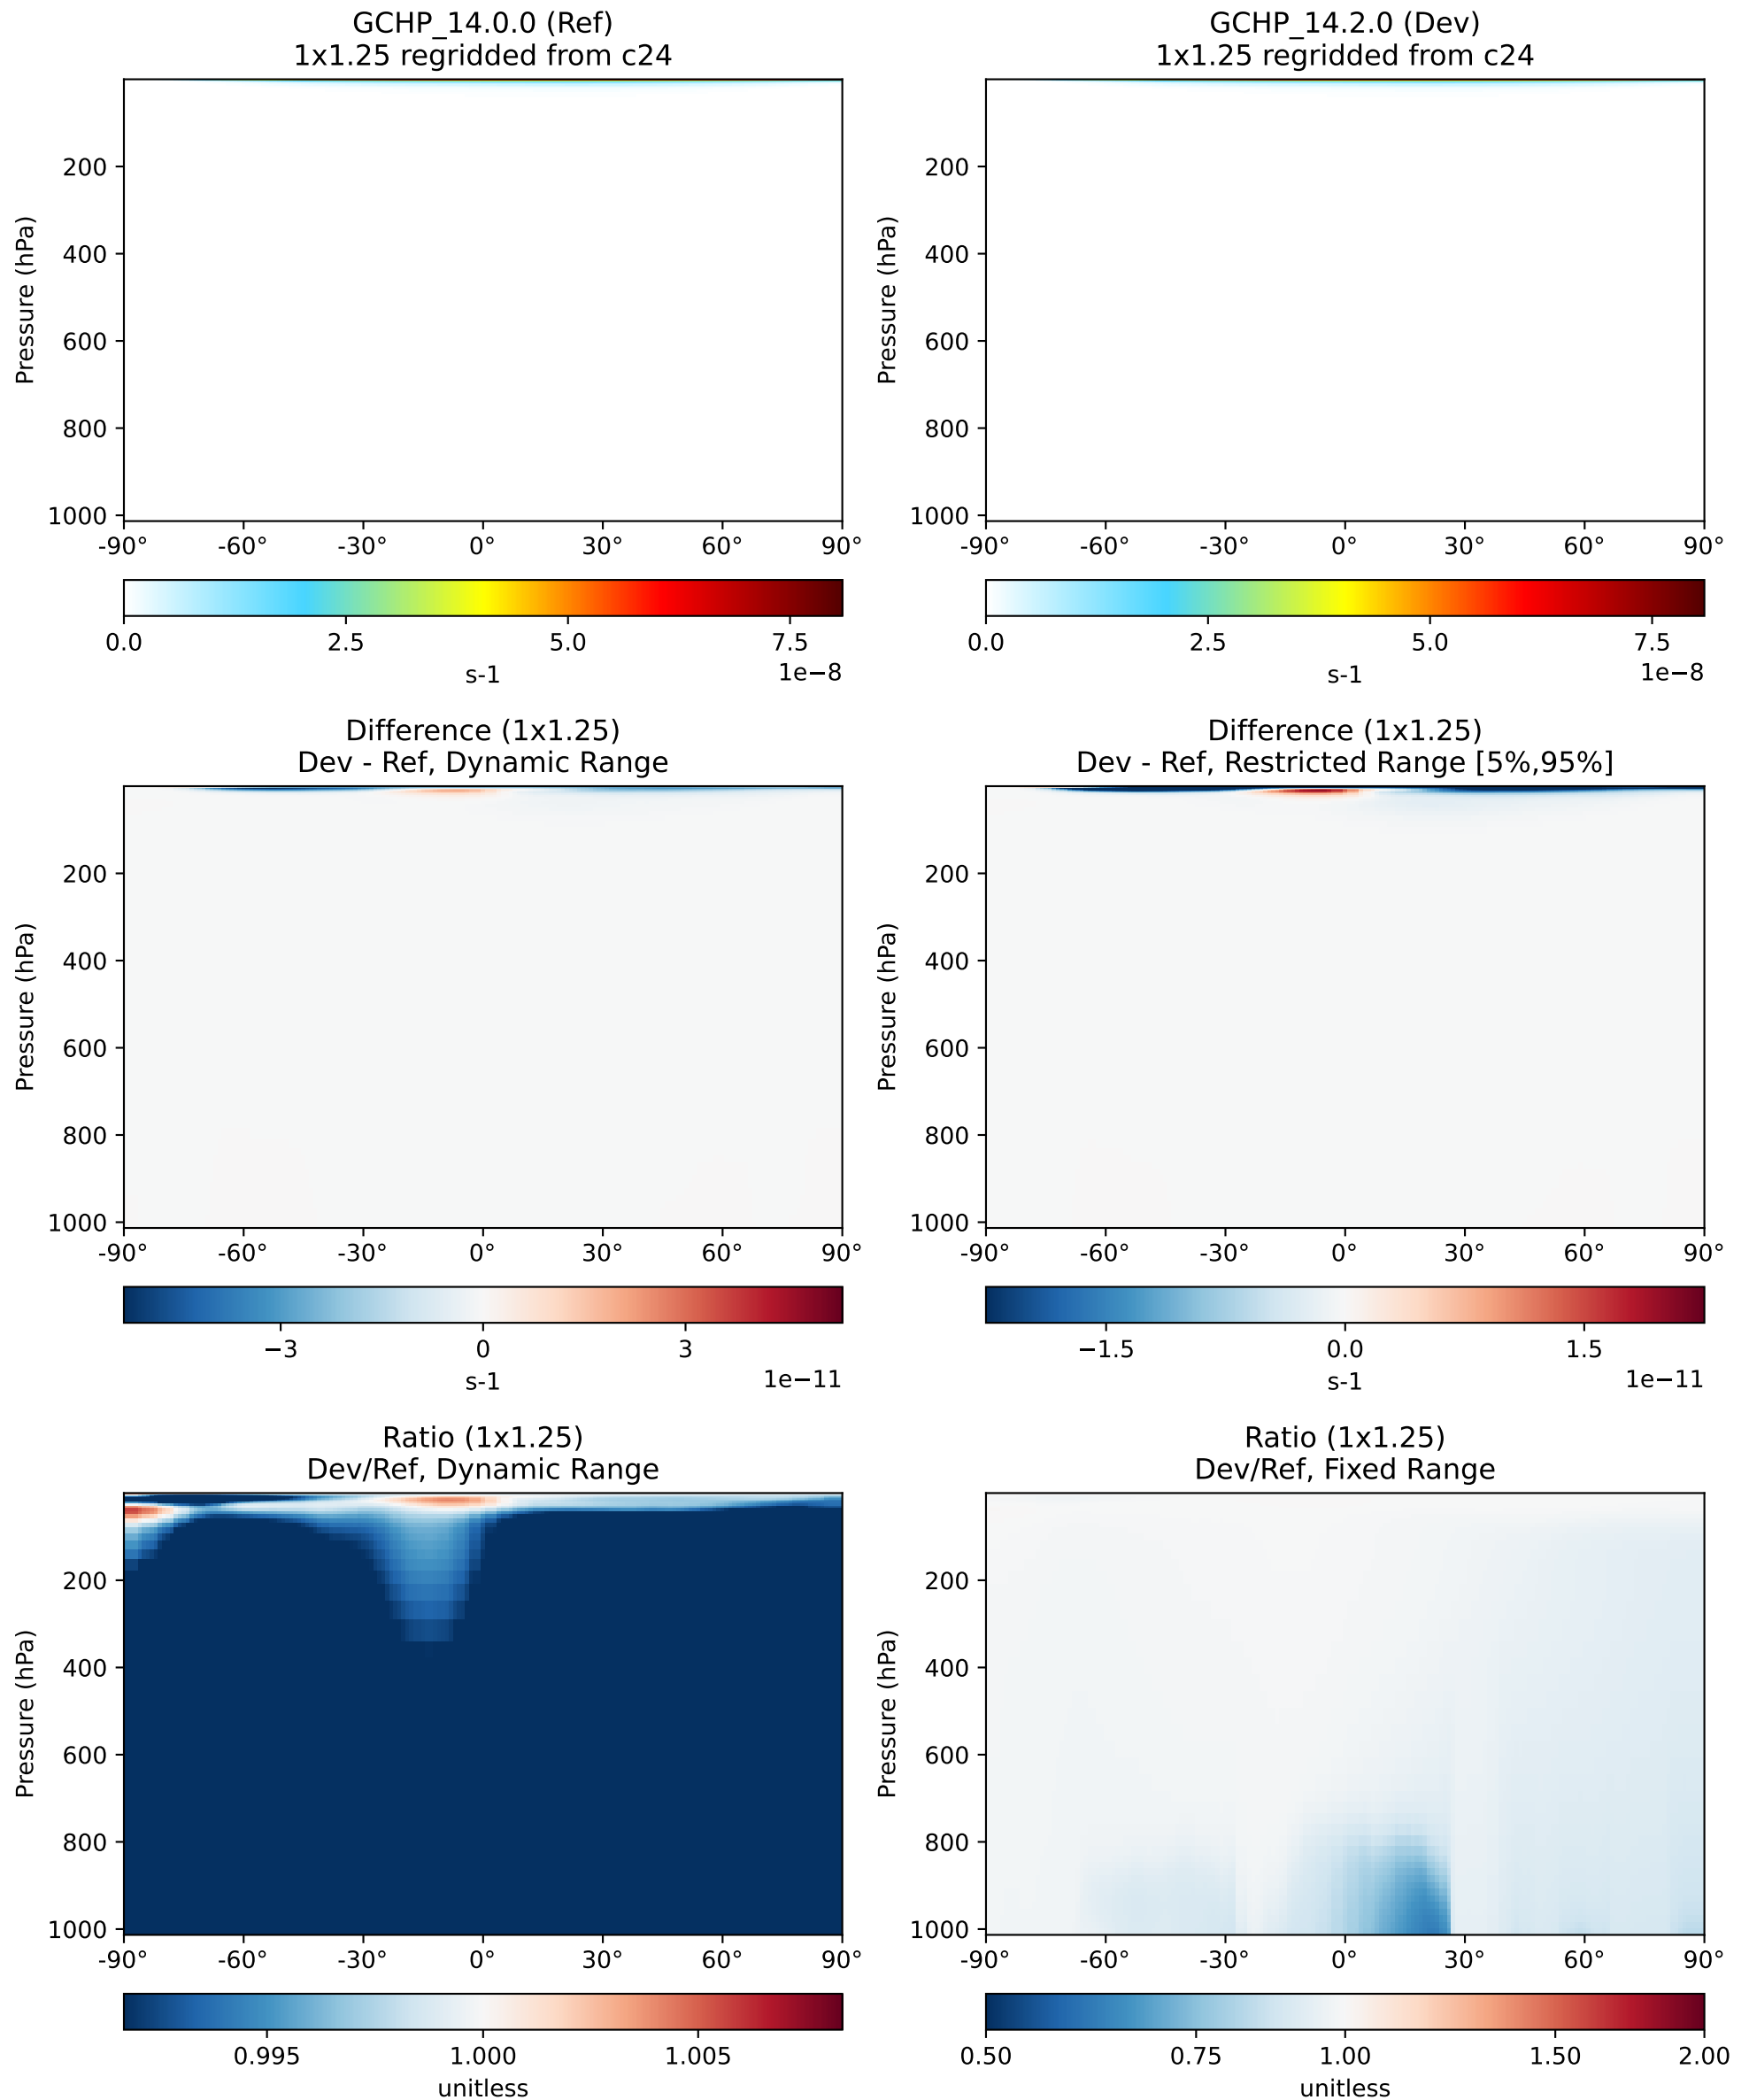 GCHP_14.0.0 (Ref)
1x1.25 regridded from c24
GCHP_14.2.0 (Dev)
1x1.25 regridded from c24
Pressure (hPa)
200
400
600
800
1000
-90° -60° -30° 0° 30° 60° 90°
0.0 2.5 5.0 7.5
1e−8
s-1
Pressure (hPa)
200
400
600
800
1000
-90° -60° -30° 0° 30° 60° 90°
0.0 2.5 5.0 7.5
1e−8
s-1
Difference (1x1.25)
Dev - Ref, Dynamic Range
Difference (1x1.25)
Dev - Ref, Restricted Range [5%,95%]
Pressure (hPa)
200
400
600
800
1000
-90° -60° -30° 0° 30° 60° 90°
−3 0 3
1e−11
s-1
Pressure (hPa)
200
400
600
800
1000
-90° -60° -30° 0° 30° 60° 90°
−1.5 0.0 1.5
1e−11
s-1
Ratio (1x1.25)
Dev/Ref, Dynamic Range
Ratio (1x1.25)
Dev/Ref, Fixed Range
Pressure (hPa)
200
400
600
800
1000
-90° -60° -30° 0° 30° 60° 90°
0.995 1.000 1.005
unitless
Pressure (hPa)
200
400
600
800
1000
-90° -60° -30° 0° 30° 60° 90°
0.50 0.75 1.00 1.50 2.00
unitless